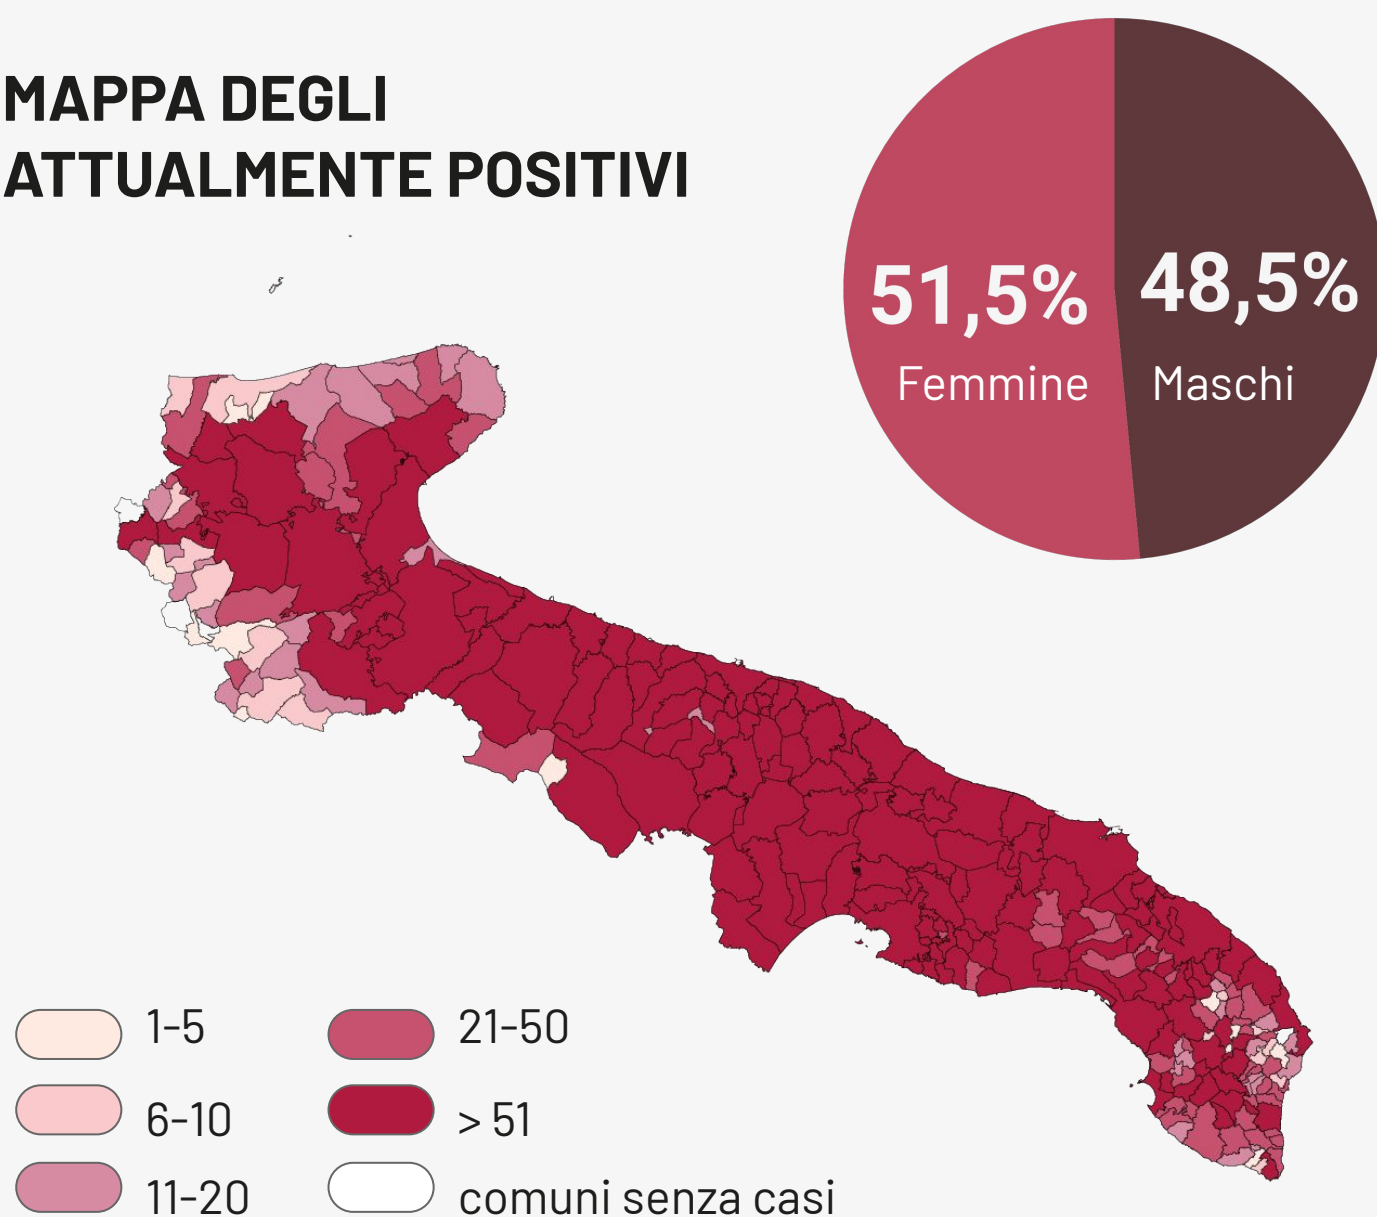 MAPPA DEGLI
ATTUALMENTE POSITIVI
51,5%
Femmine
48,5%
Maschi
1-5
6-10
11-20
21-50
> 51
comuni senza casi